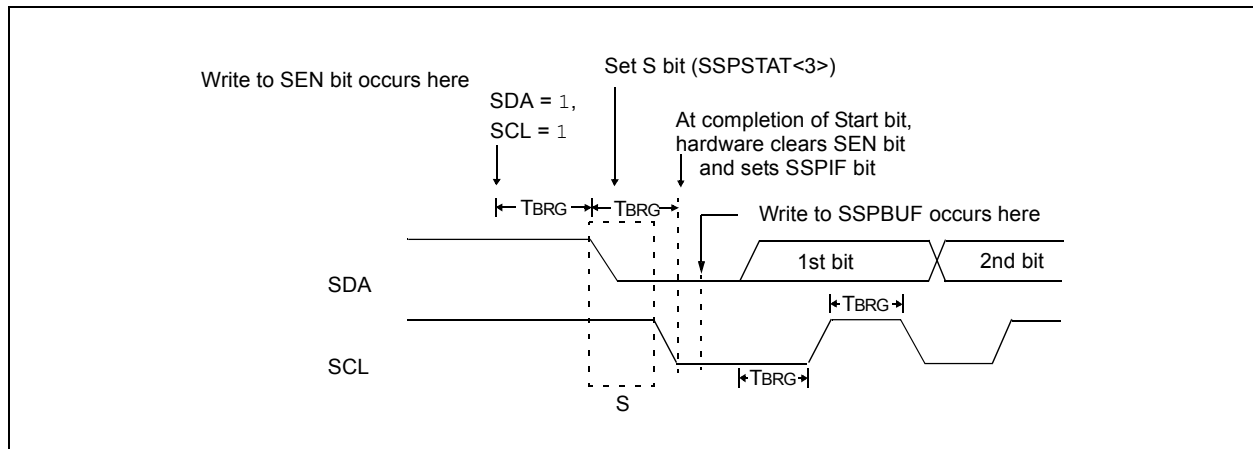 Write to SEN bit occurs here
Set S bit (SSPSTAT<3>)
SDA = 1,
SCL = 1
At completion of Start bit,
hardware clears SEN bit
and sets SSPIF bit
TBRG
TBRG
Write to SSPBUF occurs here
SDA
1st bit
2nd bit
TBRG
SCL
TBRG
S